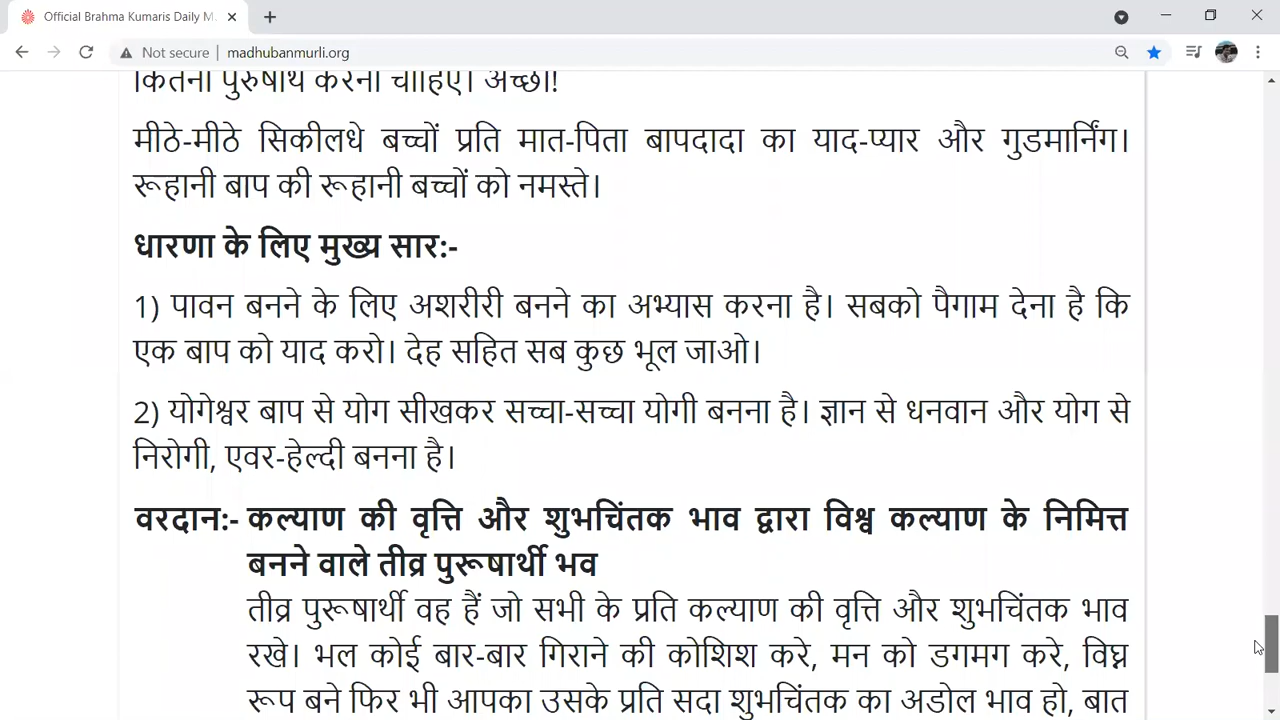 Official Brahma Kumaris Daily M
Not secure | madhubanmurli.org
कितना पुरुषार्थ करना चाहिए। अच्छा!
मीठे-मीठे सिकीलधे बच्चों प्रति मात-पिता बापदादा का याद-प्यार और गुडमार्निंग।
रूहानी बाप की रूहानी बच्चों को नमस्ते।
धारणा के लिए मुख्य सार:-
1) पावन बनने के लिए अशरीरी बनने का अभ्यास करना है। सबको पैगाम देना है कि
एक बाप को याद करो। देह सहित सब कुछ भूल जाओ।
2) योगेश्वर बाप से योग सीखकर सच्चा-सच्चा योगी बनना है। ज्ञान से धनवान और योग से
निरोगी, एवर-हेल्दी बनना है।
वरदान:- कल्याण की वृत्ति और शुभचिंतक भाव द्वारा विश्व कल्याण के निमित्त
बनने वाले तीव्र पुरूषार्थी भव
तीव्र पुरूषार्थी वह हैं जो सभी के प्रति कल्याण की वृत्ति और शुभचिंतक भाव
रखे। भल कोई बार-बार गिराने की कोशिश करे, मन को डगमग करे, विघ्न
रूप बने फिर भी आपका उसके प्रति सदा शुभचिंतक का अडोल भाव हो, बात